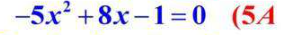 −5x² + 8x − 1 = 0 (5A